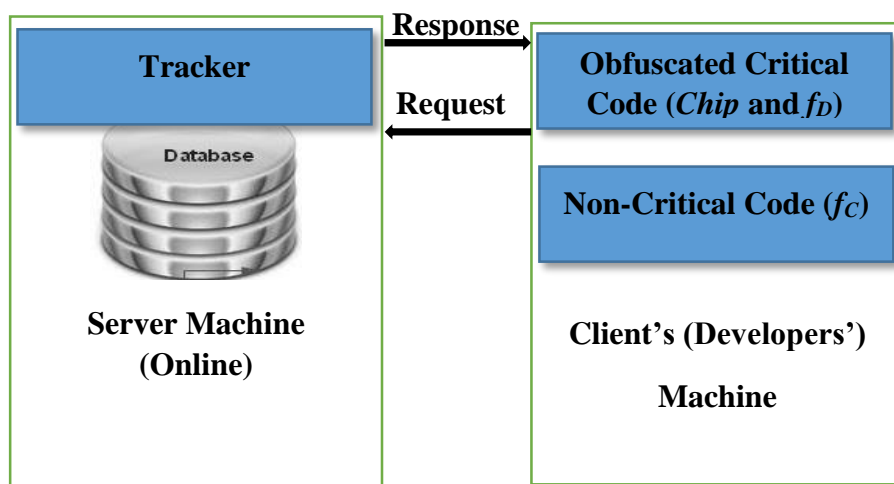 Tracker
Database
Server Machine
(Online)
Response
Request
Obfuscated Critical
Code (Chip and fD)
Non-Critical Code (fC)
Client's (Developers')
Machine